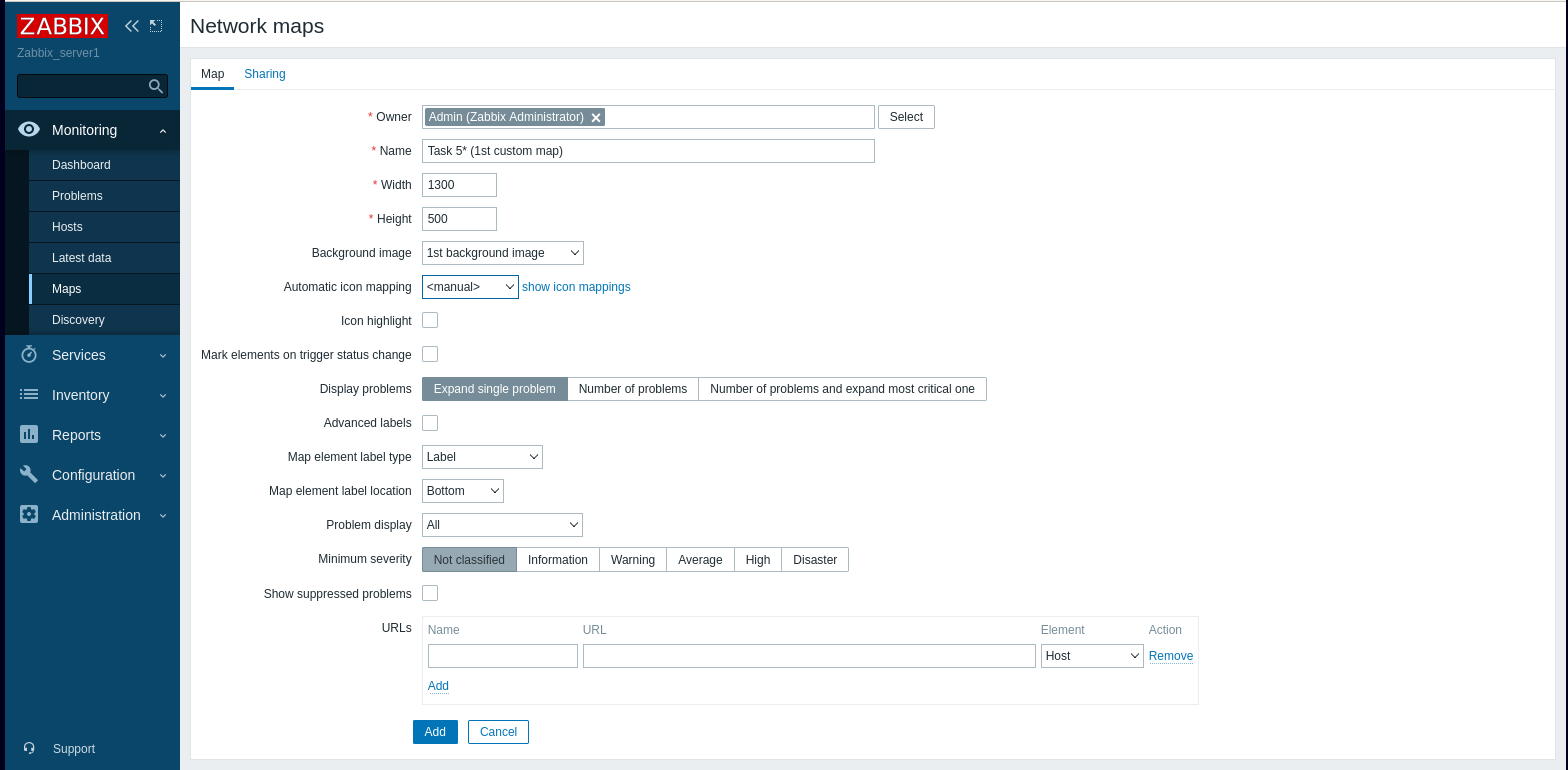 ZABBIX
Zabbix_server1
Monitoring
Dashboard
Problems
Hosts
Latest data
Maps
Discovery
Services
Inventory
Reports
Configuration
Administration
Support
Network maps
Map Sharing
* Owner Admin (Zabbix Administrator) Select
* Name Task 5* (1st custom map)
* Width 1300
* Height 500
Background image 1st background image
Automatic icon mapping <manual> show icon mappings
Icon highlight
Mark elements on trigger status change
Display problems Expand single problem Number of problems Number of problems and expand most critical one
Advanced labels
Map element label type Label
Map element label location Bottom
Problem display All
Minimum severity Not classified Information Warning Average High Disaster
Show suppressed problems
URLs Name URL Element Action
Host Remove
Add
Add Cancel